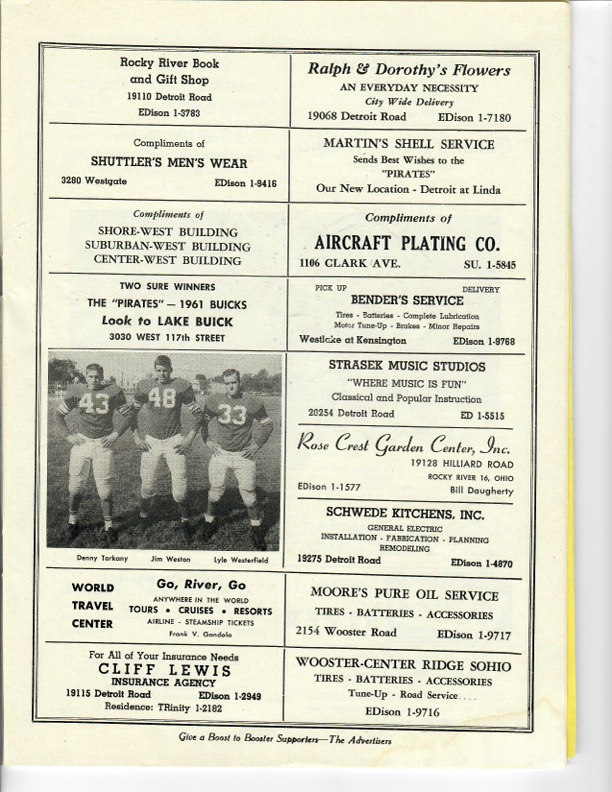 Rocky River Book
and Gift Shop
19110 Detroit Road
EDison 1-3783
Compliments of
SHUTTLER'S MEN'S WEAR
3280 Westgate EDison 1-9416
Compliments of
SHORE-WEST BUILDING
SUBURBAN-WEST BUILDING
CENTER-WEST BUILDING
TWO SURE WINNERS
THE "PIRATES" — 1961 BUICKS
Look to LAKE BUICK
3030 WEST 117th STREET
43 48 33
Denny Tarkany Jim Weston Lyle Westerfield
WORLD
TRAVEL
CENTER
Go, River, Go
ANYWHERE IN THE WORLD
TOURS • CRUISES • RESORTS
AIRLINE - STEAMSHIP TICKETS
Frank V. Gandola
For All of Your Insurance Needs
CLIFF LEWIS
INSURANCE AGENCY
19115 Detroit Road EDison 1-2949
Residence: TRinity 1-2182
Ralph & Dorothy's Flowers
AN EVERYDAY NECESSITY
City Wide Delivery
19068 Detroit Road EDison 1-7180
MARTIN'S SHELL SERVICE
Sends Best Wishes to the
"PIRATES"
Our New Location - Detroit at Linda
Compliments of
AIRCRAFT PLATING CO.
1106 CLARK AVE. SU. 1-5845
PICK UP DELIVERY
BENDER'S SERVICE
Tires - Batteries - Complete Lubrication
Motor Tune-Up - Brakes - Minor Repairs
Westlake at Kensington EDison 1-9768
STRASEK MUSIC STUDIOS
"WHERE MUSIC IS FUN"
Classical and Popular Instruction
20254 Detroit Road ED 1-5515
Rose Crest Garden Center, Inc.
19128 HILLIARD ROAD
ROCKY RIVER 16, OHIO
EDison 1-1577 Bill Daugherty
SCHWEDE KITCHENS, INC.
GENERAL ELECTRIC
INSTALLATION - FABRICATION - PLANNING
REMODELING
19275 Detroit Road EDison 1-4870
MOORE'S PURE OIL SERVICE
TIRES - BATTERIES - ACCESSORIES
2154 Wooster Road EDison 1-9717
WOOSTER-CENTER RIDGE SOHIO
TIRES - BATTERIES - ACCESSORIES
Tune-Up - Road Service....
EDison 1-9716
Give a Boost to Booster Supporters—The Advertisers